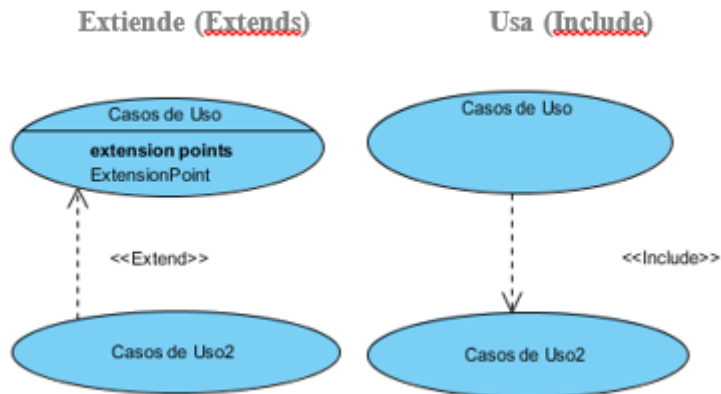 Extiende (Extends)
Usa (Include)
Casos de Uso
extension points
ExtensionPoint
Casos de Uso
<<Extend>>
<<Include>>
Casos de Uso2
Casos de Uso2